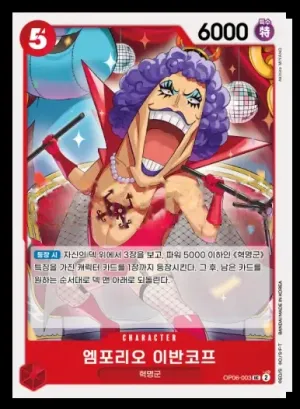 5
6000
특수
特
등장 시 자신의 덱 위에서 3장을 보고, 파워 5000 이하인 《혁명군》
특징을 가진 캐릭터 카드를 1장까지 등장시킨다. 그 후, 남은 카드를
원하는 순서대로 덱 맨 아래로 되돌린다.
CHARACTER
엠포리오 이반코프
혁명군
OP06-003 UC 2